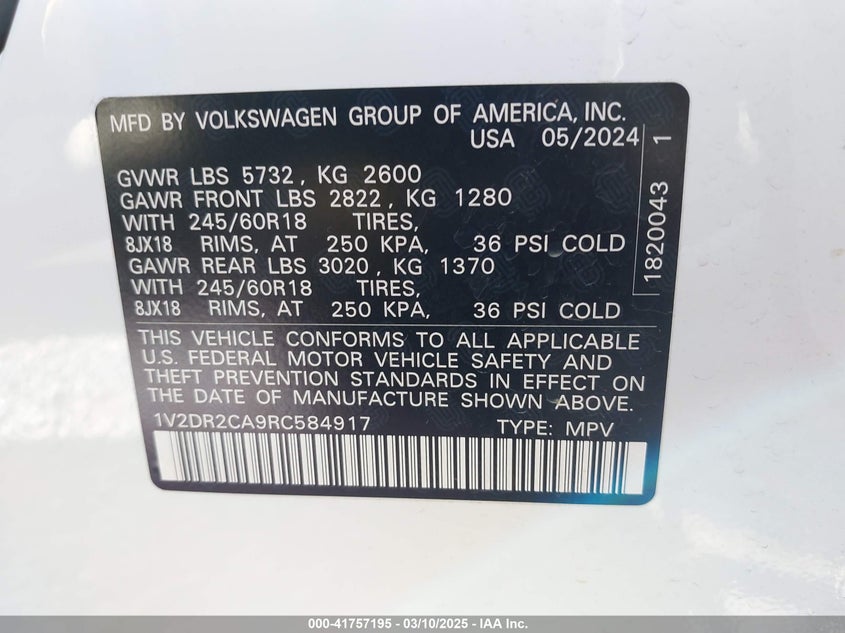 MFD BY VOLKSWAGEN GROUP OF AMERICA, INC.
USA 05/2024
GVWR LBS 5732, KG 2600
GAWR FRONT LBS 2822, KG 1280
WITH 245/60R18 TIRES,
8JX18 RIMS, AT 250 KPA, 36 PSI COLD
GAWR REAR LBS 3020, KG 1370
WITH 245/60R18 TIRES,
8JX18 RIMS, AT 250 KPA, 36 PSI COLD
1820043 1
THIS VEHICLE CONFORMS TO ALL APPLICABLE
U.S. FEDERAL MOTOR VEHICLE SAFETY AND
THEFT PREVENTION STANDARDS IN EFFECT ON
THE DATE OF MANUFACTURE SHOWN ABOVE.
1V2DR2CA9RC584917 TYPE: MPV
000-41757195 — 03/10/2025 — IAA Inc.